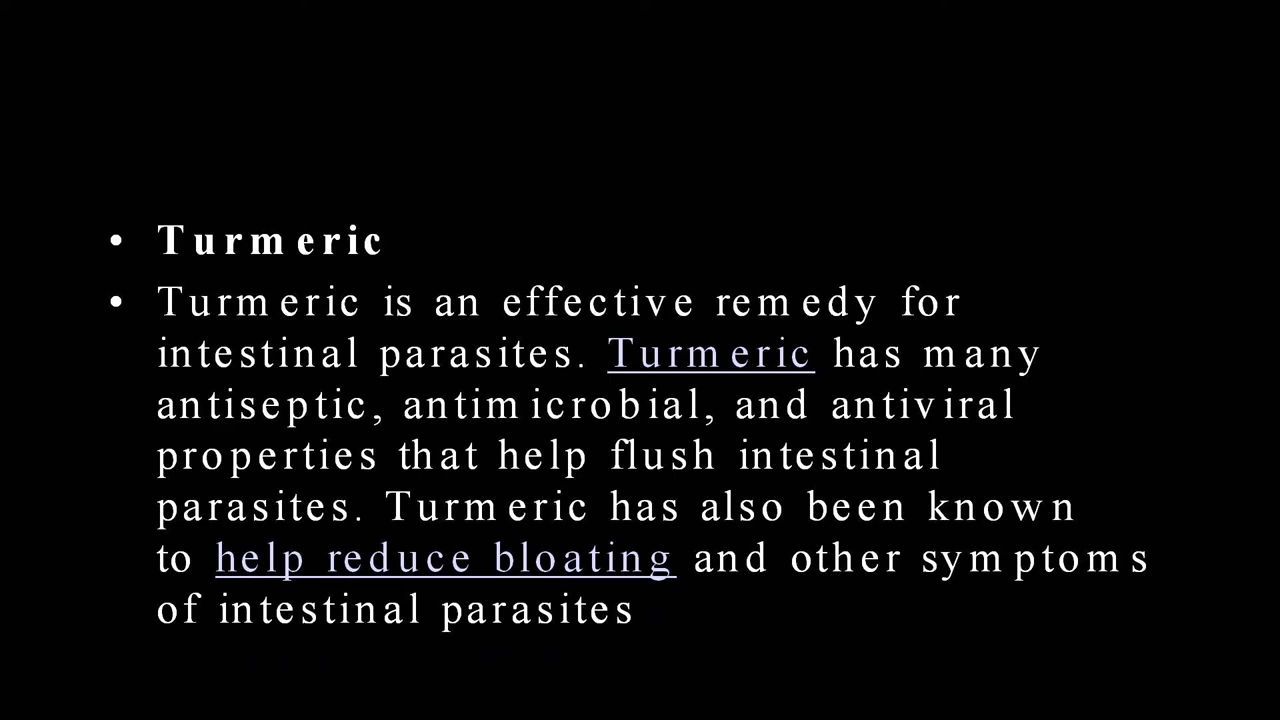 • Turmeric
• Turmeric is an effective remedy for
intestinal parasites. Turmeric has many
antiseptic, antimicrobial, and antiviral
properties that help flush intestinal
parasites. Turmeric has also been known
to help reduce bloating and other symptoms
of intestinal parasites